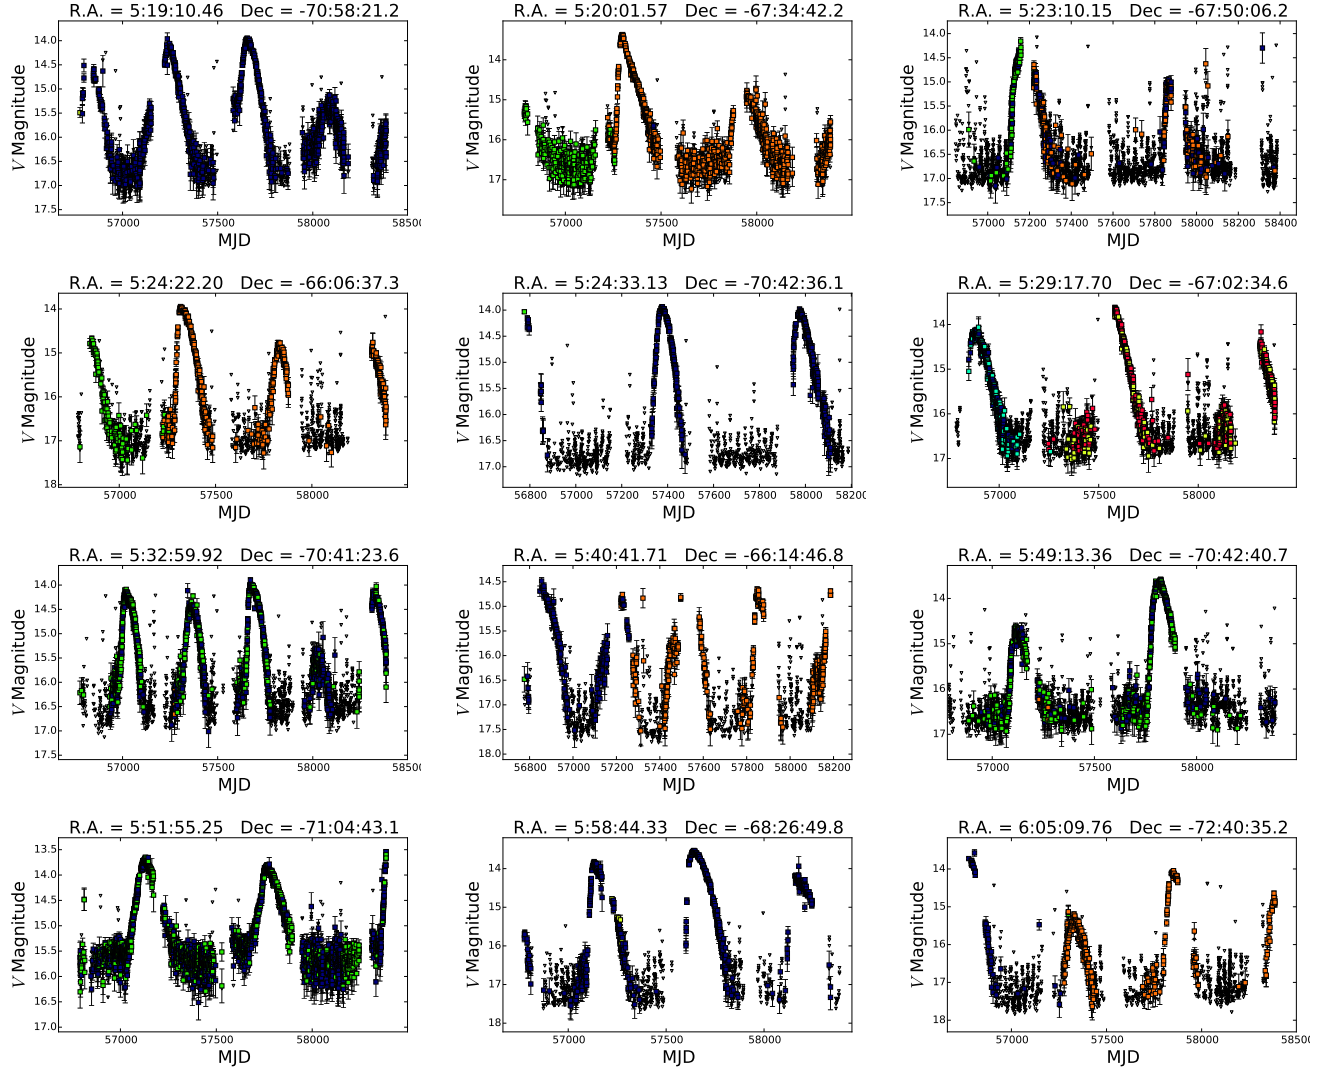 R.A. = 5:19:10.46 Dec = -70:58:21.2
14.0
14.5
15.0
15.5
16.0
16.5
17.0
17.5
V Magnitude
57000 57500 58000 58500
MJD
R.A. = 5:20:01.57 Dec = -67:34:42.2
14
15
16
17
V Magnitude
57000 57500 58000
MJD
R.A. = 5:23:10.15 Dec = -67:50:06.2
14.0
14.5
15.0
15.5
16.0
16.5
17.0
17.5
V Magnitude
57000 57200 57400 57600 57800 58000 58200 58400
MJD
R.A. = 5:24:22.20 Dec = -66:06:37.3
14
15
16
17
18
V Magnitude
57000 57500 58000
MJD
R.A. = 5:24:33.13 Dec = -70:42:36.1
14.0
14.5
15.0
15.5
16.0
16.5
17.0
V Magnitude
56800 57000 57200 57400 57600 57800 58000 58200
MJD
R.A. = 5:29:17.70 Dec = -67:02:34.6
14
15
16
17
V Magnitude
57000 57500 58000
MJD
R.A. = 5:32:59.92 Dec = -70:41:23.6
14.0
14.5
15.0
15.5
16.0
16.5
17.0
17.5
V Magnitude
57000 57500 58000 58500
MJD
R.A. = 5:40:41.71 Dec = -66:14:46.8
14.5
15.0
15.5
16.0
16.5
17.0
17.5
18.0
V Magnitude
56800 57000 57200 57400 57600 57800 58000 58200
MJD
R.A. = 5:49:13.36 Dec = -70:42:40.7
14
15
16
17
V Magnitude
57000 57500 58000
MJD
R.A. = 5:51:55.25 Dec = -71:04:43.1
13.5
14.0
14.5
15.0
15.5
16.0
16.5
17.0
V Magnitude
57000 57500 58000
MJD
R.A. = 5:58:44.33 Dec = -68:26:49.8
14
15
16
17
18
V Magnitude
57000 57500 58000
MJD
R.A. = 6:05:09.76 Dec = -72:40:35.2
14
15
16
17
18
V Magnitude
57000 57500 58000 58500
MJD